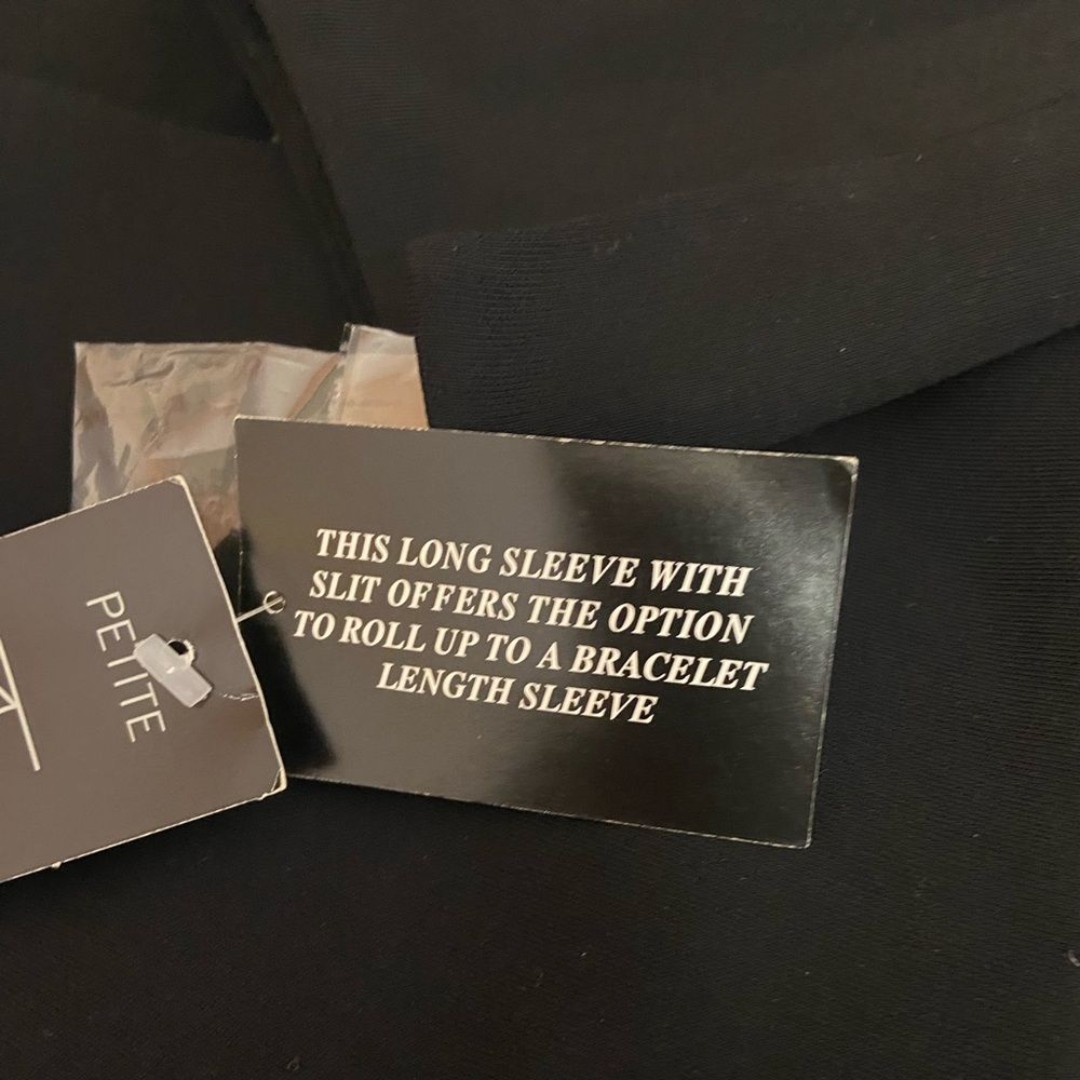 THIS LONG SLEEVE WITH
SLIT OFFERS THE OPTION
TO ROLL UP TO A BRACELET
LENGTH SLEEVE
PETITE